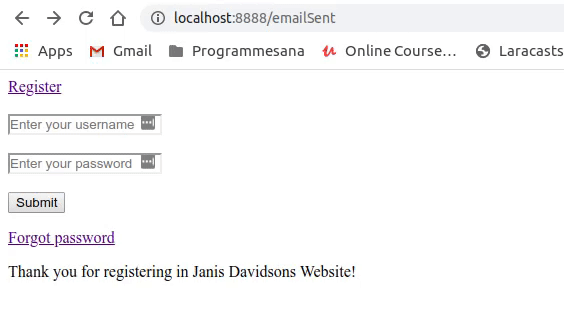 localhost:8888/emailSent
Apps Gmail Programmesana Online Course... Laracasts
Register
Enter your username
Enter your password
Submit
Forgot password
Thank you for registering in Janis Davidsons Website!